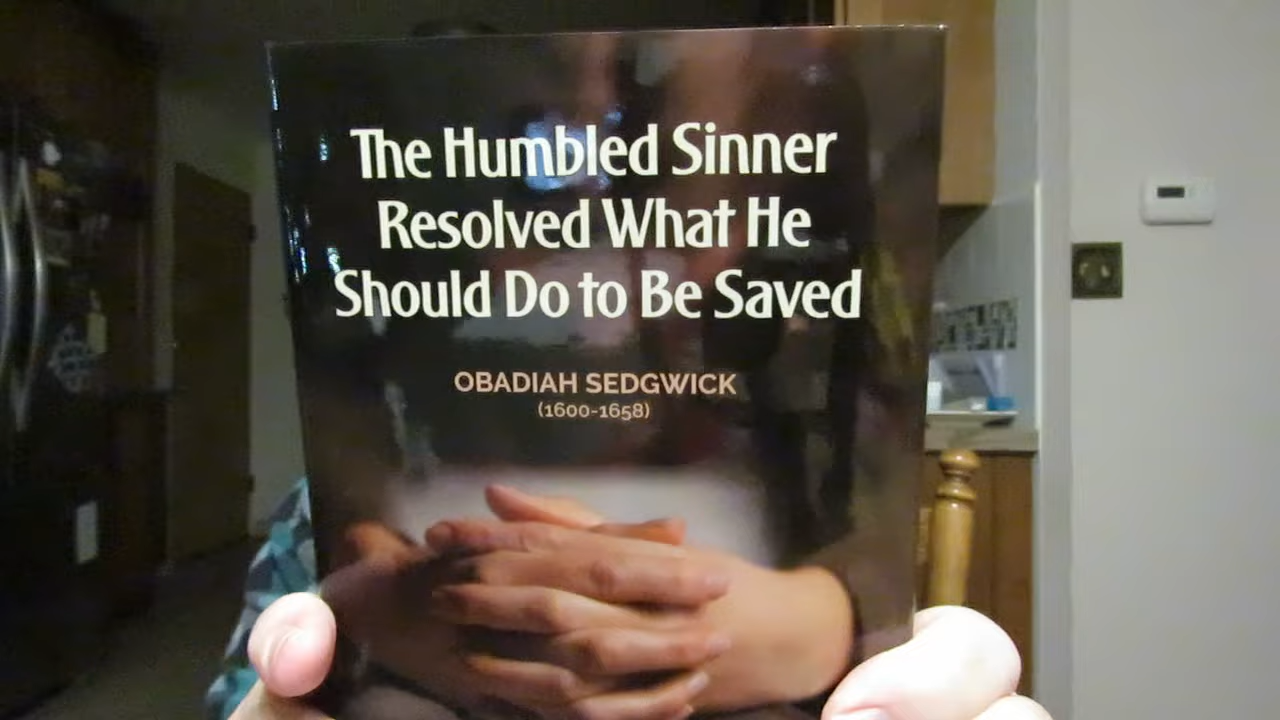 The Humbled Sinner
Resolved What He
Should Do to Be Saved
OBADIAH SEDGWICK
(1600-1658)